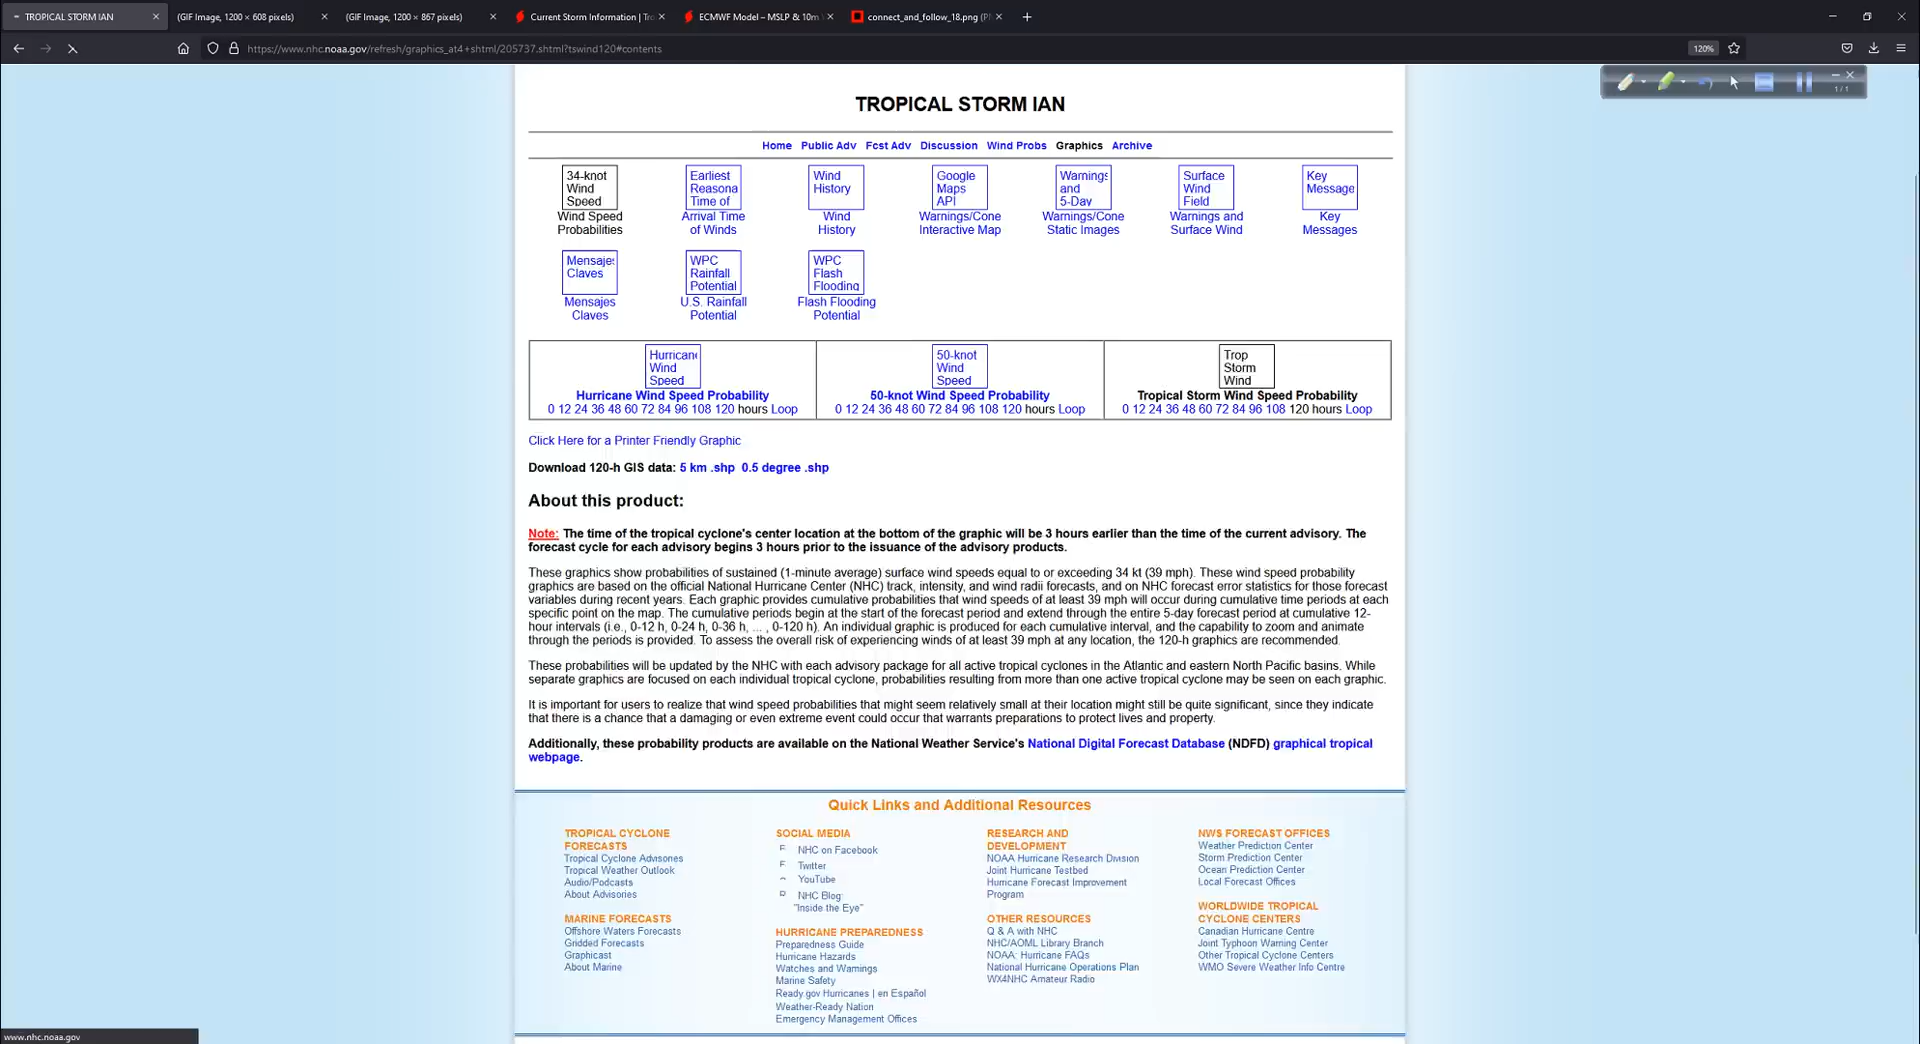 TROPICAL STORM IAN
(GIF Image, 1200 × 608 pixels)
(GIF Image, 1200 × 867 pixels)
Current Storm Information | Tro
ECMWF Model – MSLP & 10m
connect_and_follow_18.png (P
https://www.nhc.noaa.gov/refresh/graphics_at4+shtml/205737.shtml?tswind120#contents
120%
1/1
TROPICAL STORM IAN
Home Public Adv Fcst Adv Discussion Wind Probs Graphics Archive
34-knot Earliest Wind Google Warnings Surface Key
Wind Reasona History Maps and Wind Message
Speed Time of API 5-Day Field
Wind Speed Arrival Time Wind Warnings/Cone Warnings/Cone Warnings and Key
Probabilities of Winds History Interactive Map Static Images Surface Wind Messages
Mensajes WPC WPC
Claves Rainfall Flash
Potential Flooding
Mensajes U.S. Rainfall Flash Flooding
Claves Potential Potential
Hurricane 50-knot Trop
Wind Wind Storm
Speed Speed Wind
Hurricane Wind Speed Probability 50-knot Wind Speed Probability Tropical Storm Wind Speed Probability
0 12 24 36 48 60 72 84 96 108 120 hours Loop 0 12 24 36 48 60 72 84 96 108 120 hours Loop 0 12 24 36 48 60 72 84 96 108 120 hours Loop
Click Here for a Printer Friendly Graphic
Download 120-h GIS data: 5 km .shp 0.5 degree .shp
About this product:
Note: The time of the tropical cyclone's center location at the bottom of the graphic will be 3 hours earlier than the time of the current advisory. The
forecast cycle for each advisory begins 3 hours prior to the issuance of the advisory products.
These graphics show probabilities of sustained (1-minute average) surface wind speeds equal to or exceeding 34 kt (39 mph). These wind speed probability
graphics are based on the official National Hurricane Center (NHC) track, intensity, and wind radii forecasts, and on NHC forecast error statistics for those forecast
variables during recent years. Each graphic provides cumulative probabilities that wind speeds of at least 39 mph will occur during cumulative time periods at each
specific point on the map. The cumulative periods begin at the start of the forecast period and extend through the entire 5-day forecast period at cumulative 12-
hour intervals (i.e., 0-12 h, 0-24 h, 0-36 h, ... , 0-120 h). An individual graphic is produced for each cumulative interval, and the capability to zoom and animate
through the periods is provided. To assess the overall risk of experiencing winds of at least 39 mph at any location, the 120-h graphics are recommended.
These probabilities will be updated by the NHC with each advisory package for all active tropical cyclones in the Atlantic and eastern North Pacific basins. While
separate graphics are focused on each individual tropical cyclone, probabilities resulting from more than one active tropical cyclone may be seen on each graphic.
It is important for users to realize that wind speed probabilities that might seem relatively small at their location might still be quite significant, since they indicate
that there is a chance that a damaging or even extreme event could occur that warrants preparations to protect lives and property.
Additionally, these probability products are available on the National Weather Service's National Digital Forecast Database (NDFD) graphical tropical
webpage.
Quick Links and Additional Resources
TROPICAL CYCLONE
FORECASTS
Tropical Cyclone Advisories
Tropical Weather Outlook
Audio/Podcasts
About Advisories
MARINE FORECASTS
Offshore Waters Forecasts
Gridded Forecasts
Graphicast
About Marine
SOCIAL MEDIA
NHC on Facebook
Twitter
YouTube
NHC Blog:
"Inside the Eye"
HURRICANE PREPAREDNESS
Preparedness Guide
Hurricane Hazards
Watches and Warnings
Marine Safety
Ready.gov Hurricanes | en Español
Weather-Ready Nation
Emergency Management Offices
RESEARCH AND
DEVELOPMENT
NOAA Hurricane Research Division
Joint Hurricane Testbed
Hurricane Forecast Improvement
Program
OTHER RESOURCES
Q & A with NHC
NHC/AOML Library Branch
NOAA: Hurricane FAQs
National Hurricane Operations Plan
WX4NHC Amateur Radio
NWS FORECAST OFFICES
Weather Prediction Center
Storm Prediction Center
Ocean Prediction Center
Local Forecast Offices
WORLDWIDE TROPICAL
CYCLONE CENTERS
Canadian Hurricane Centre
Joint Typhoon Warning Center
Other Tropical Cyclone Centers
WMO Severe Weather Info Centre
www.nhc.noaa.gov